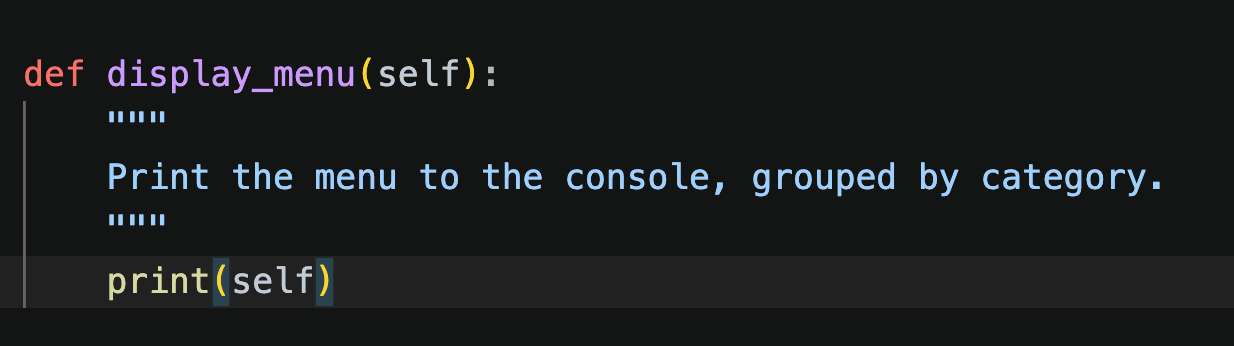 def display_menu(self):
"""
Print the menu to the console, grouped by category.
"""
print(self)